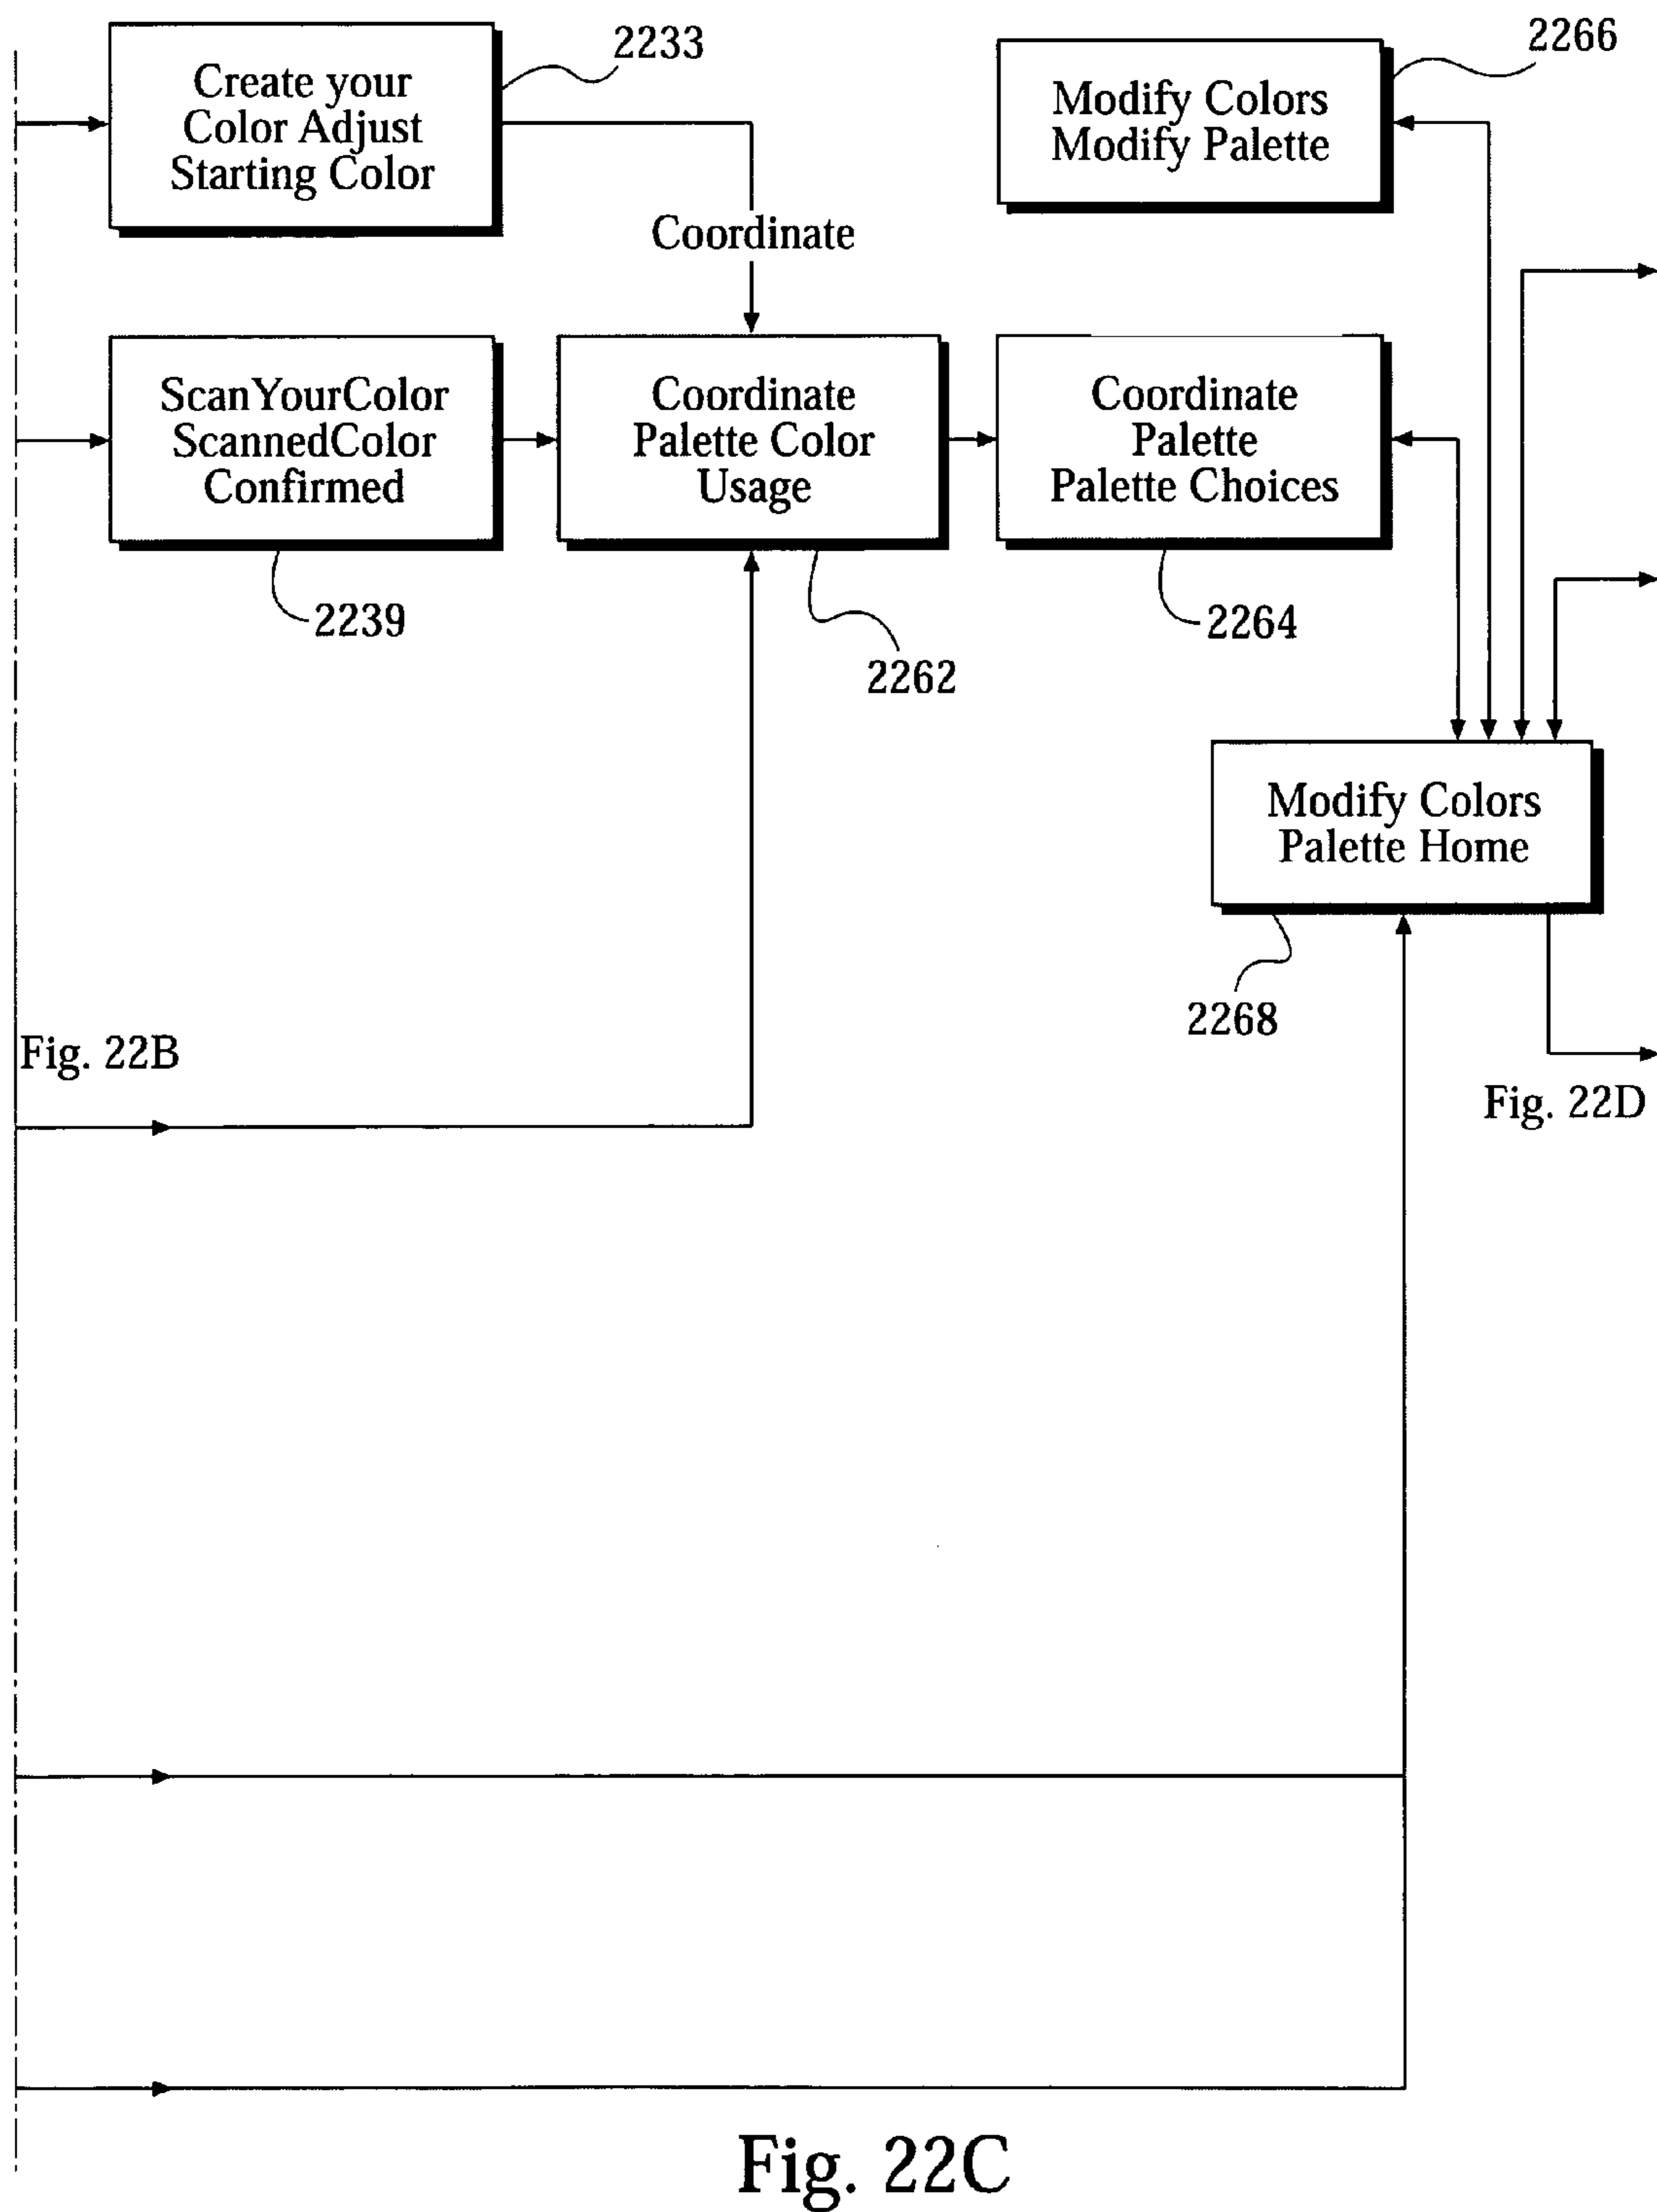 2233
2266
Create your
Color Adjust
Starting Color
Modify Colors
Modify Palette
Coordinate
ScanYourColor
ScannedColor
Confirmed
Coordinate
Palette Color
Usage
Coordinate
Palette
Palette Choices
2239
2262
2264
Modify Colors
Palette Home
2268
Fig. 22B
Fig. 22D
Fig. 22C